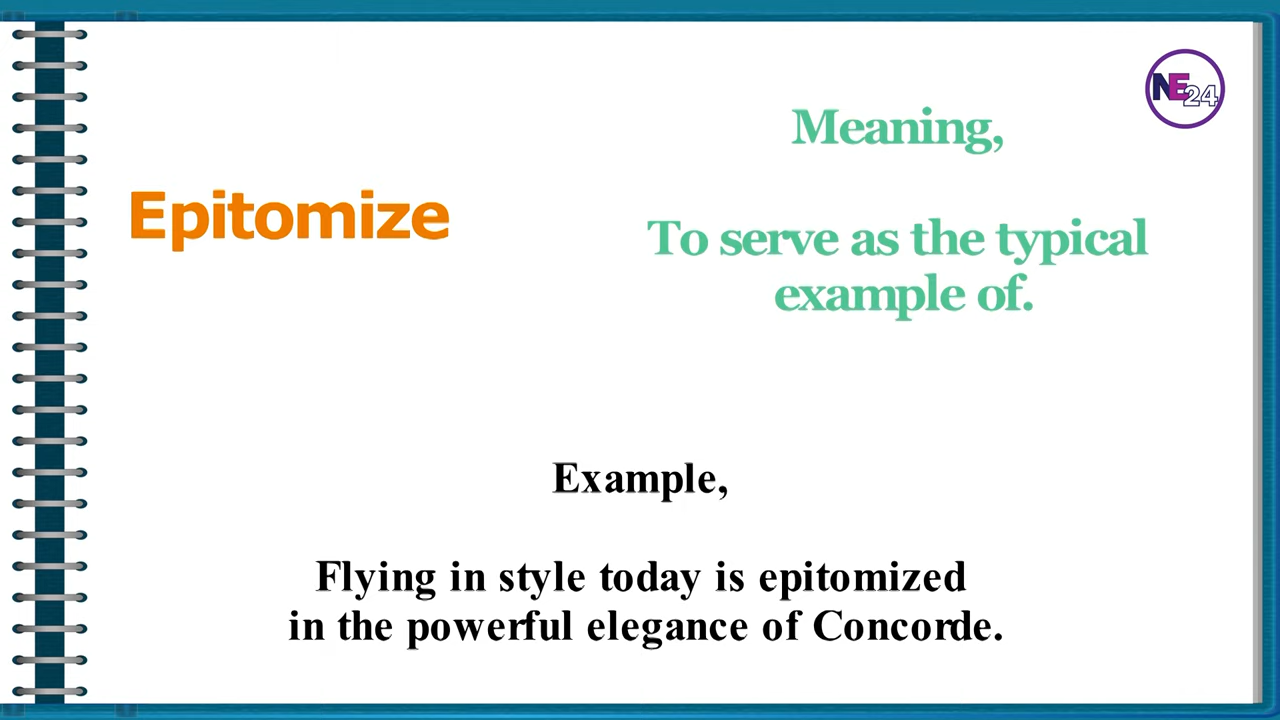 NE24
Meaning,
Epitomize
To serve as the typical
example of.
Example,
Flying in style today is epitomized
in the powerful elegance of Concorde.